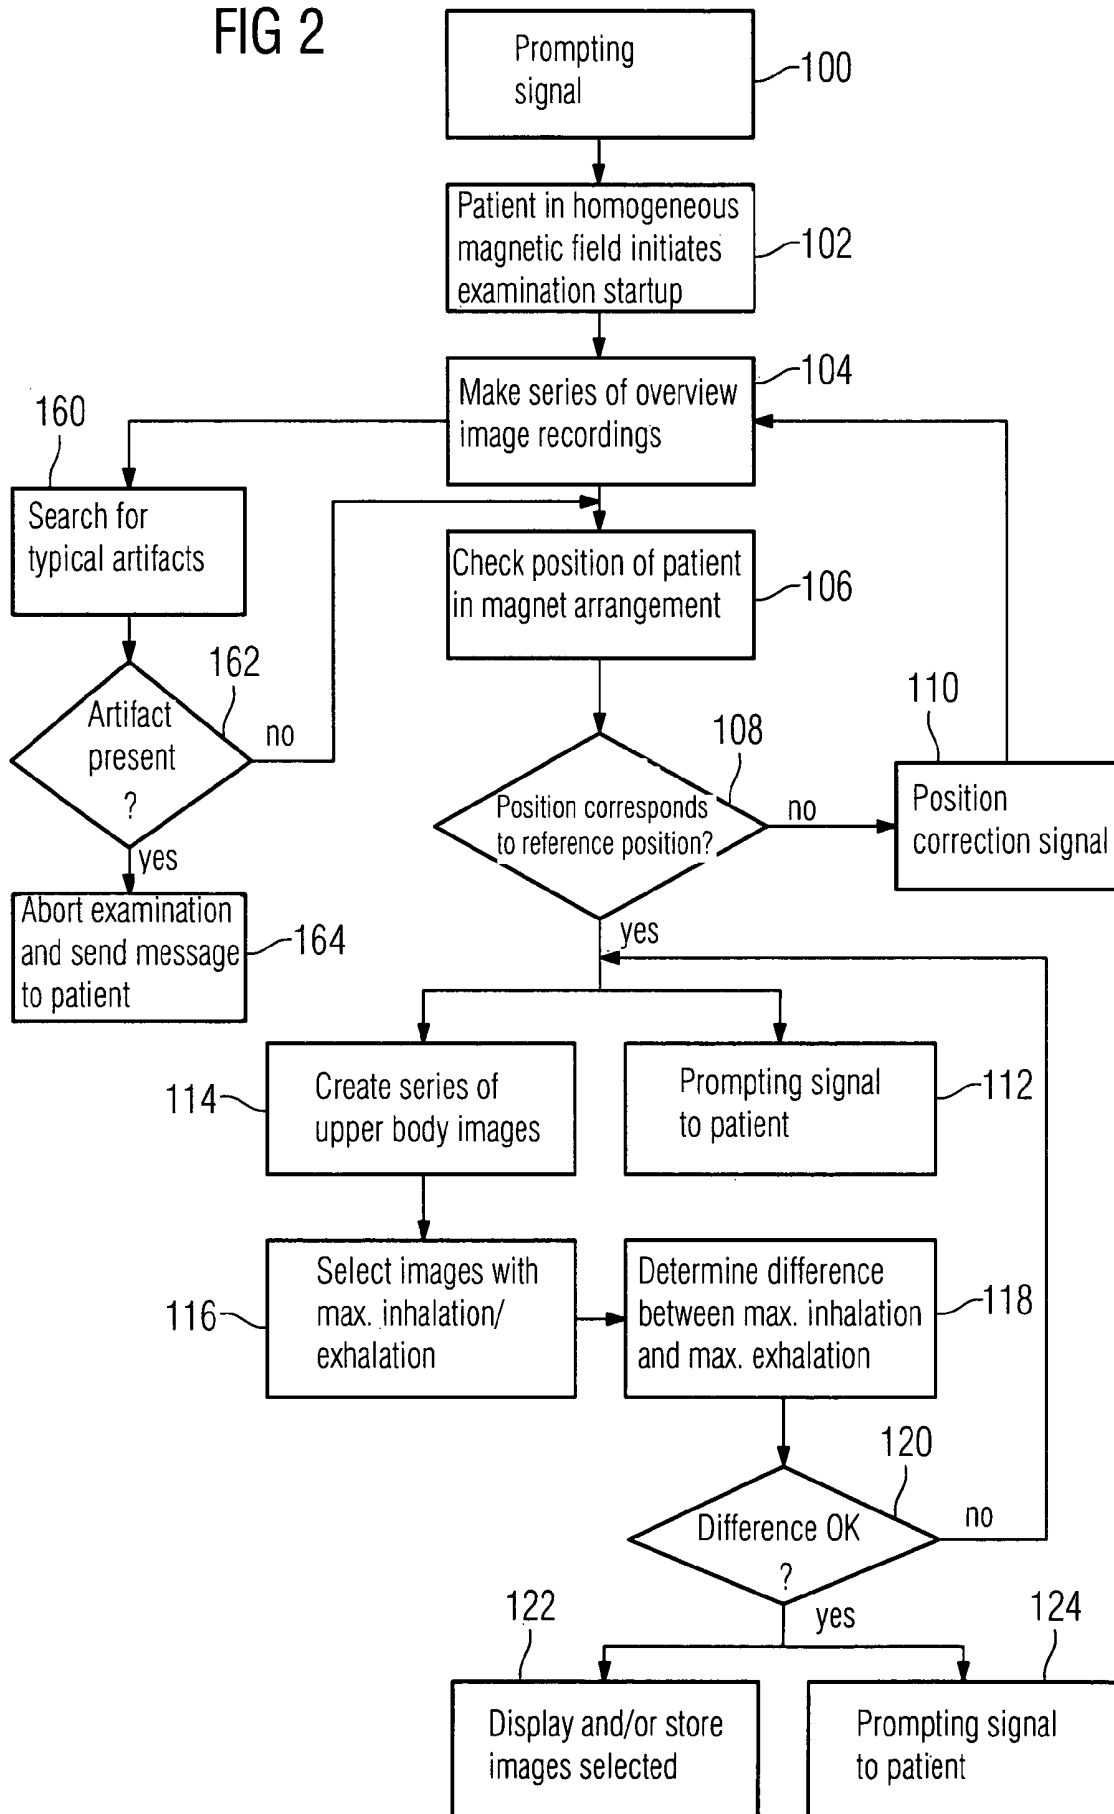 FIG 2
Prompting
signal
100
Patient in homogeneous
magnetic field initiates
examination startup
102
Make series of overview
image recordings
104
160
Search for
typical artifacts
Check position of patient
in magnet arrangement
106
162
Artifact
present
?
no
yes
108
Position corresponds
to reference position?
no
110
Position
correction signal
Abort examination
and send message
to patient
164
yes
114
Create series of
upper body images
Prompting signal
to patient
112
116
Select images with
max. inhalation/
exhalation
Determine difference
between max. inhalation
and max. exhalation
118
120
Difference OK
?
no
yes
122
Display and/or store
images selected
124
Prompting signal
to patient